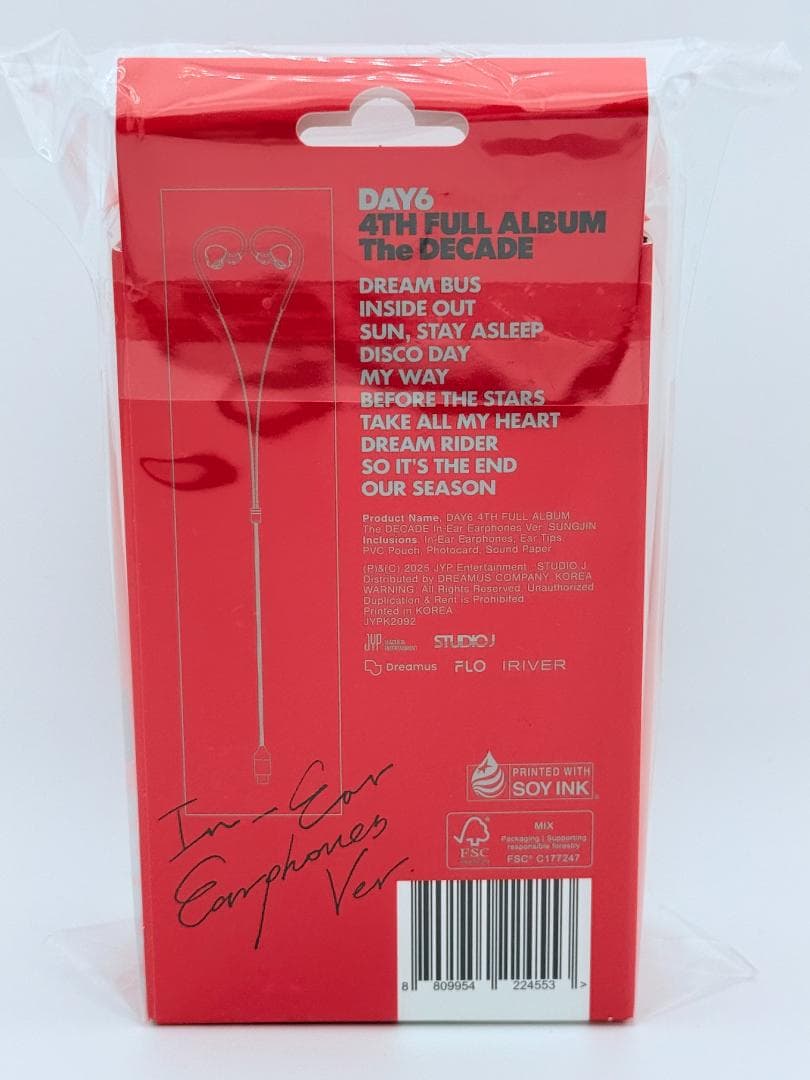 DAY6
4TH FULL ALBUM
The DECADE
DREAM BUS
INSIDE OUT
SUN, STAY ASLEEP
DISCO DAY
MY WAY
BEFORE THE STARS
TAKE ALL MY HEART
DREAM RIDER
SO IT'S THE END
OUR SEASON
Product Name. DAY6 4TH FULL ALBUM
The DECADE In-Ear Earphones Ver. SUNGJIN
Inclusions. In-Ear Earphones, Ear Tips,
PVC Pouch, Photocard, Sound Paper
(P)&(C) 2025 JYP Entertainment. STUDIO J.
Distributed by DREAMUS COMPANY, KOREA
WARNING. All Rights Reserved. Unauthorized
Duplication & Rent is Prohibited.
Printed in KOREA
JYPK2092
JYP STUDIO J
Dreamus FLO IRIVER
In-Ear
Earphones
Ver.
PRINTED WITH
SOY INK
FSC
MIX
Packaging | Supporting
responsible forestry
FSC® C177247
8 809954 224553 >